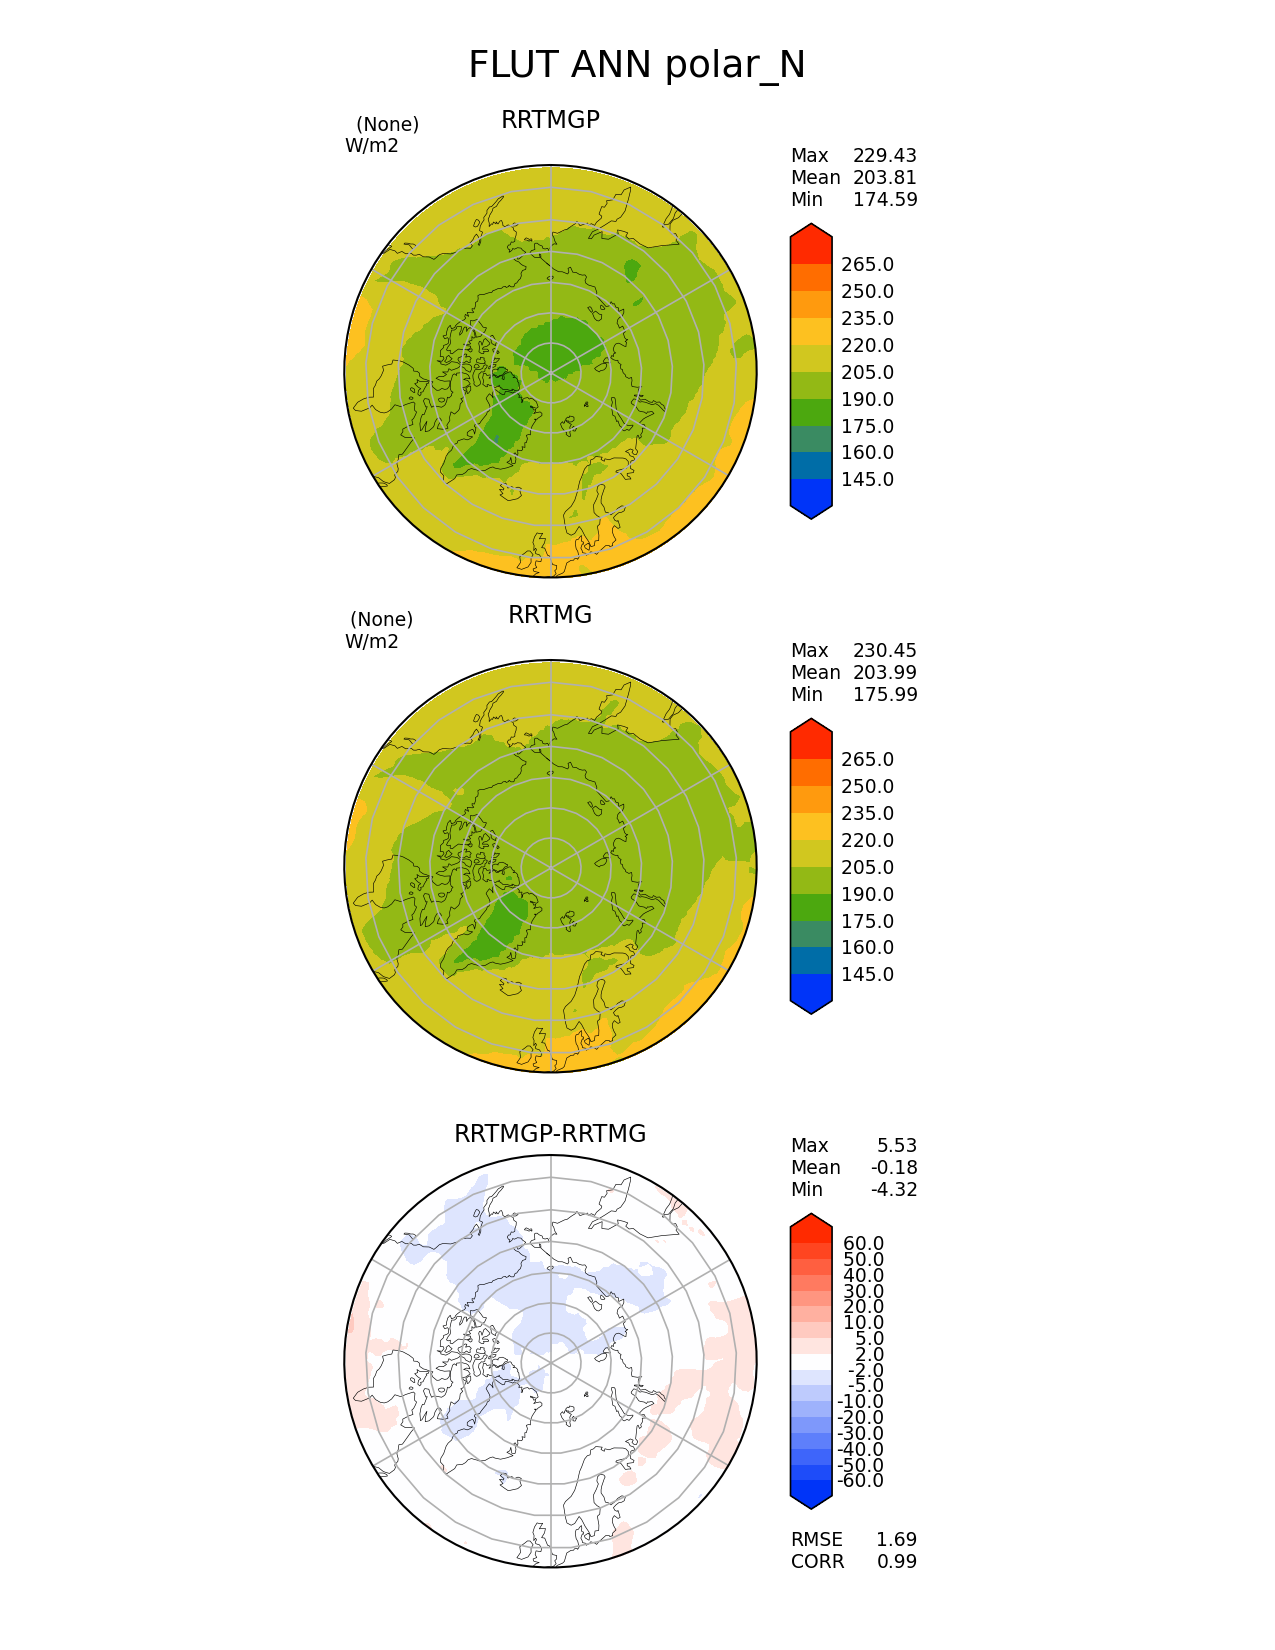 FLUT ANN polar_N
RRTMGP
(None)
W/m2
Max 229.43
Mean 203.81
Min 174.59
265.0
250.0
235.0
220.0
205.0
190.0
175.0
160.0
145.0
RRTMG
(None)
W/m2
Max 230.45
Mean 203.99
Min 175.99
265.0
250.0
235.0
220.0
205.0
190.0
175.0
160.0
145.0
RRTMGP-RRTMG
Max 5.53
Mean -0.18
Min -4.32
60.0
50.0
40.0
30.0
20.0
10.0
5.0
2.0
-2.0
-5.0
-10.0
-20.0
-30.0
-40.0
-50.0
-60.0
RMSE 1.69
CORR 0.99